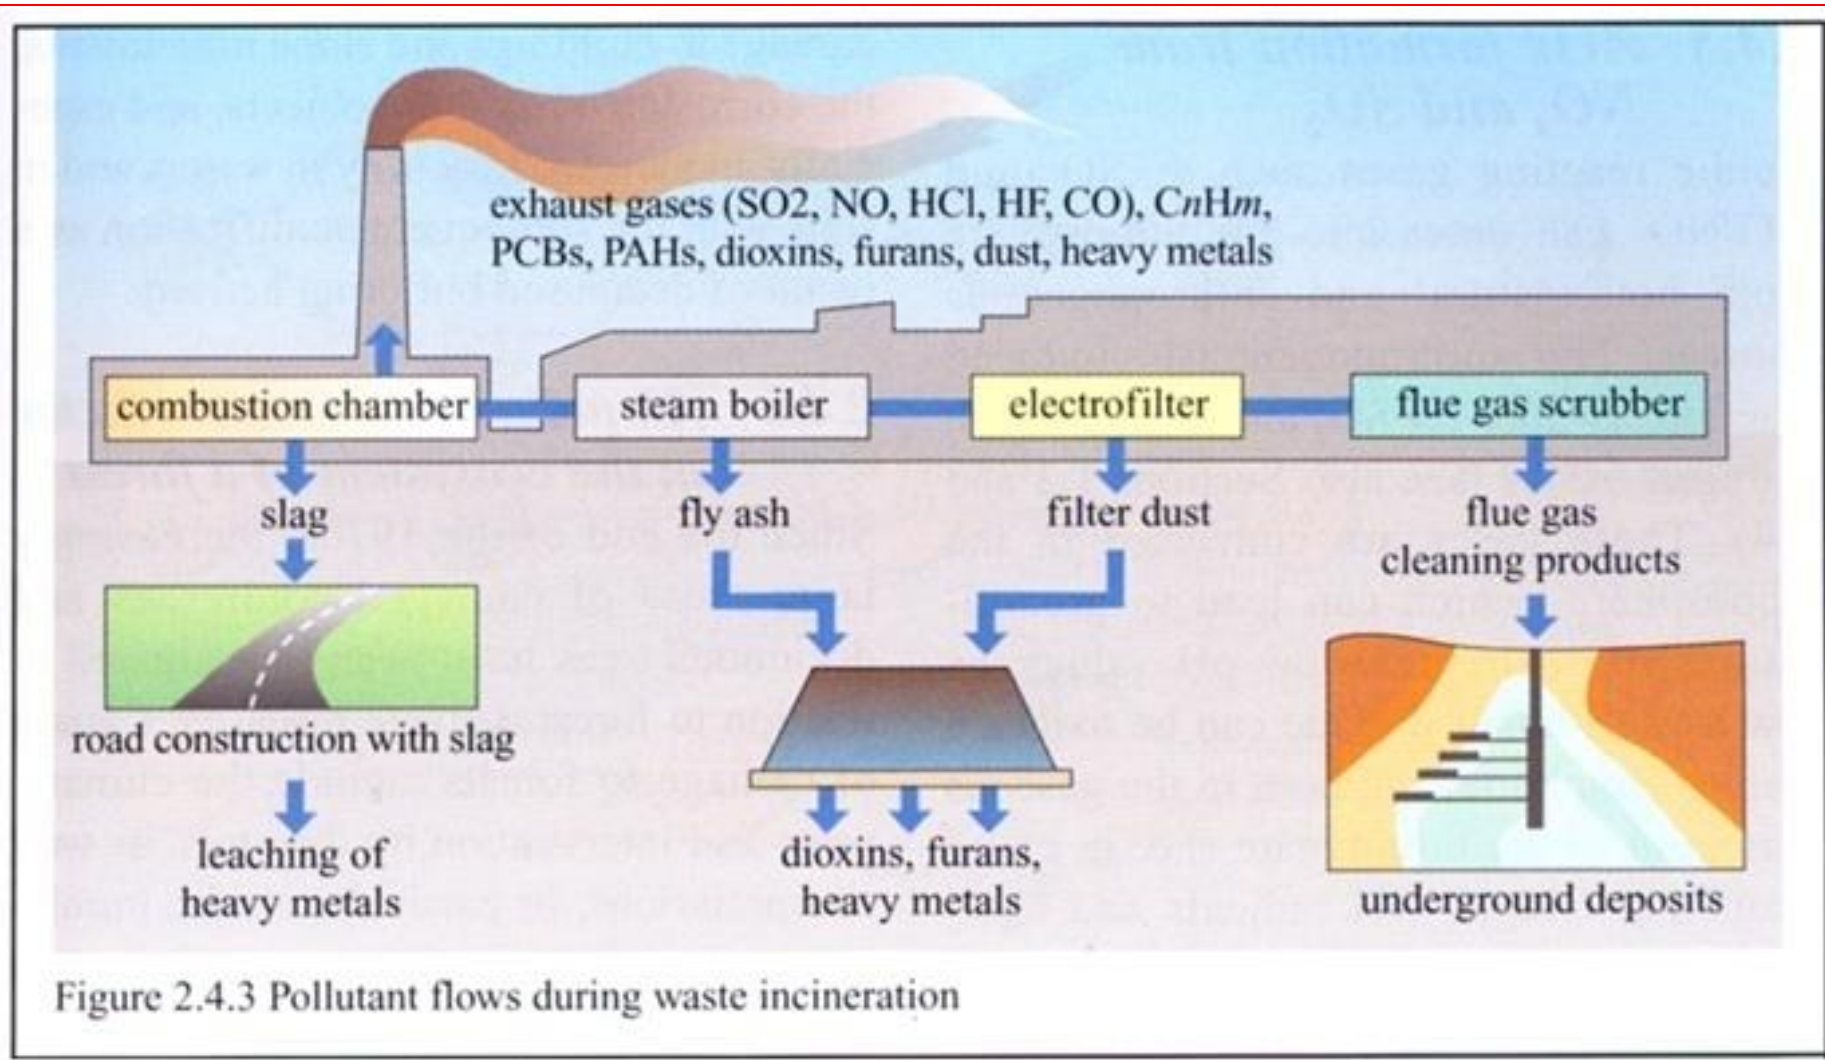 exhaust gases (SO2, NO, HCl, HF, CO), CnHm,
PCBs, PAHs, dioxins, furans, dust, heavy metals
combustion chamber
steam boiler
electrofilter
flue gas scrubber
slag
fly ash
filter dust
flue gas
cleaning products
road construction with slag
leaching of
heavy metals
dioxins, furans,
heavy metals
underground deposits
Figure 2.4.3 Pollutant flows during waste incineration